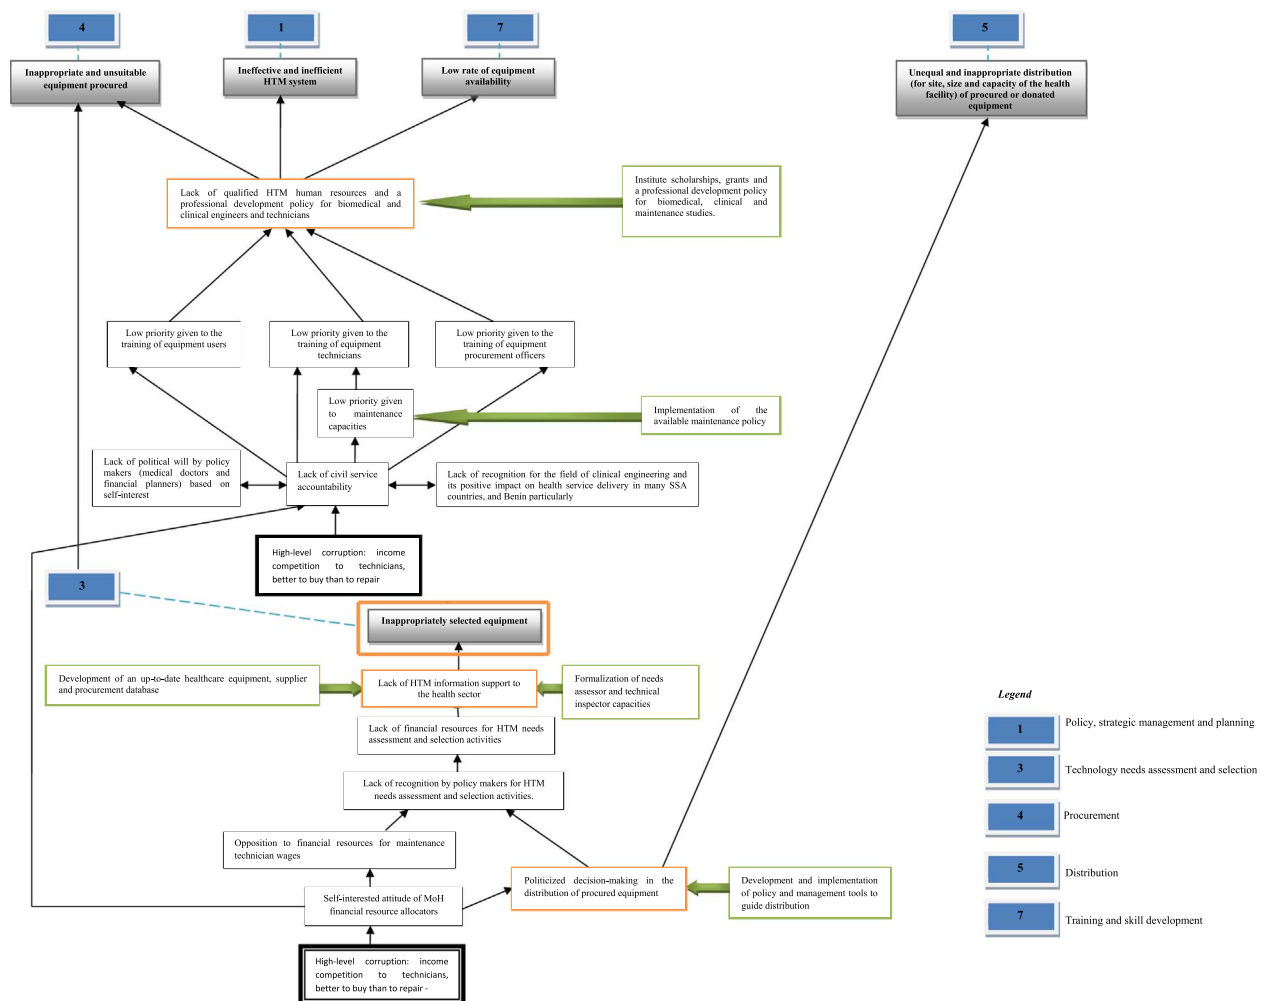 4
1
7
5
Inappropriate and unsuitable
equipment procured
Ineffective and inefficient
HTM system
Low rate of equipment
availability
Unequal and inappropriate distribution
(for site, size and capacity of the health
facility) of procured or donated
equipment
Lack of qualified HTM human resources and a
professional development policy for biomedical and
clinical engineers and technicians
Institute scholarships, grants and
a professional development policy
for biomedical, clinical and
maintenance studies.
Low priority given to the
training of equipment users
Low priority given to the
training of equipment
technicians
Low priority given to the
training of equipment
procurement officers
Low priority given
to maintenance
capacities
Implementation of the
available maintenance policy
Lack of political will by policy
makers (medical doctors and
financial planners) based on
self-interest
Lack of civil service
accountability
Lack of recognition for the field of clinical engineering and
its positive impact on health service delivery in many SSA
countries, and Benin particularly
High-level corruption: income
competition to technicians,
better to buy than to repair
3
Inappropriately selected equipment
Development of an up-to-date healthcare equipment, supplier
and procurement database
Lack of HTM information support to
the health sector
Formalization of needs
assessor and technical
inspector capacities
Lack of financial resources for HTM needs
assessment and selection activities
Lack of recognition by policy makers for HTM
needs assessment and selection activities.
Opposition to financial resources for maintenance
technician wages
Politicized decision-making in the
distribution of procured equipment
Development and implementation
of policy and management tools to
guide distribution
Self-interested attitude of MoH
financial resource allocators
High-level corruption: income
competition to technicians,
better to buy than to repair -
Legend
1 Policy, strategic management and planning
3 Technology needs assessment and selection
4 Procurement
5 Distribution
7 Training and skill development